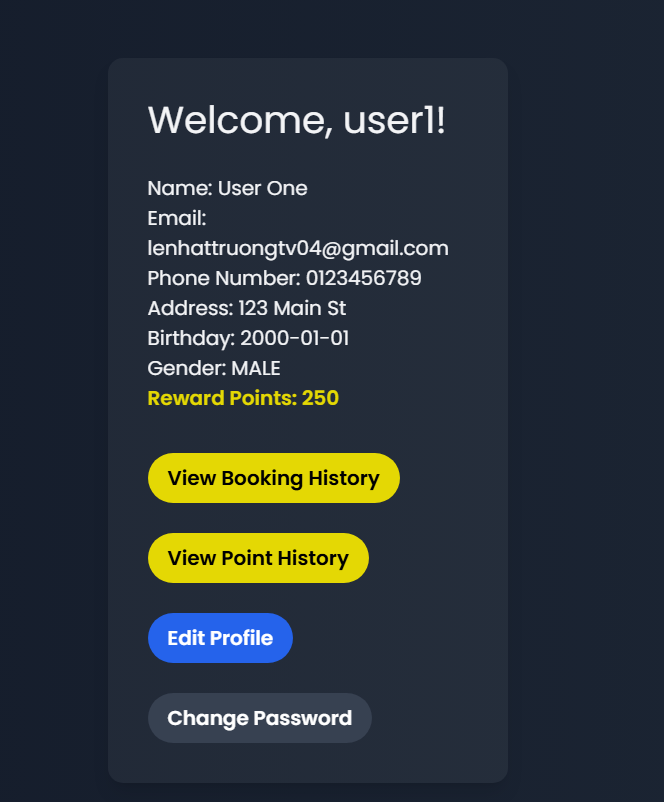 Welcome, user1!
Name: User One
Email:
lenhattruongtv04@gmail.com
Phone Number: 0123456789
Address: 123 Main St
Birthday: 2000-01-01
Gender: MALE
Reward Points: 250
View Booking History
View Point History
Edit Profile
Change Password